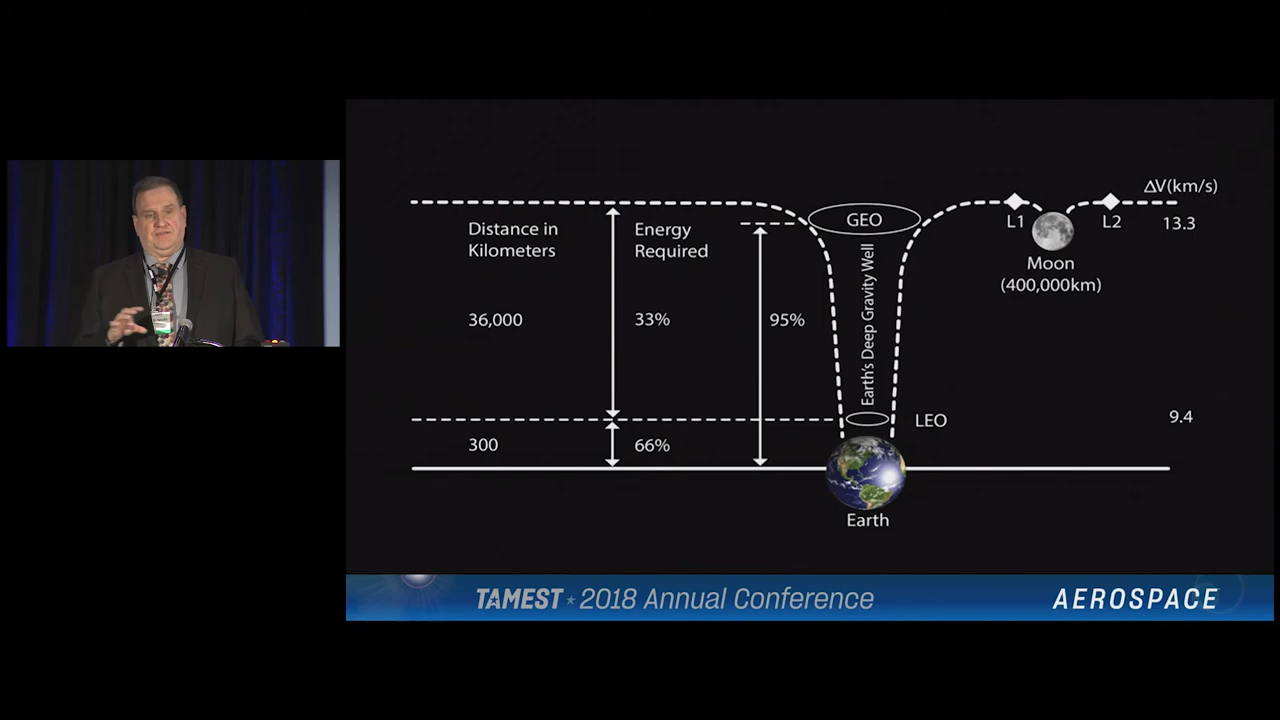 ΔV(km/s)
Distance in
Kilometers
Energy
Required
GEO
L1
L2
13.3
Moon
(400,000km)
36,000
33%
95%
Earth's Deep Gravity Well
LEO
9.4
300
66%
Earth
TAMEST ★ 2018 Annual Conference
AEROSPACE